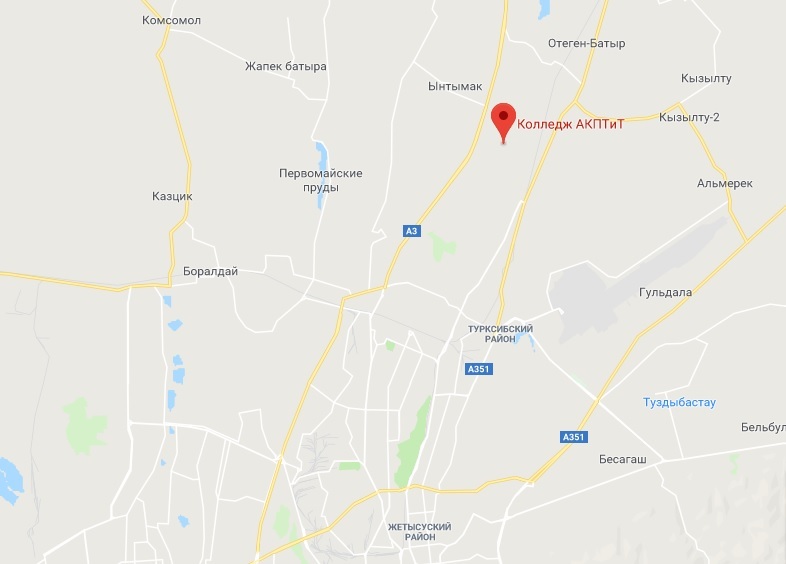 Комсомол
Отеген-Батыр
Жапек батыра
Ынтымак
Кызылту
Колледж АКПТиТ
Кызылту-2
Первомайские
пруды
Альмерек
Казцик
A3
Боралдай
Гульдала
ТУРКСИБСКИЙ
РАЙОН
A351
Туздыбастау
Бельбул
A351
Бесагаш
ЖЕТЫСУСКИЙ
РАЙОН